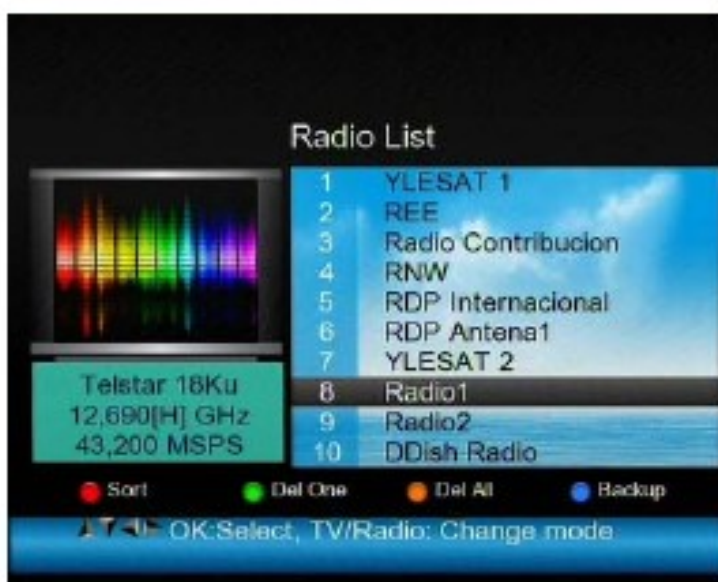 Radio List
1 YLESAT 1
2 REE
3 Radio Contribucion
4 RNW
5 RDP Internacional
6 RDP Antena1
7 YLESAT 2
8 Radio1
9 Radio2
10 DDish Radio
Telstar 18Ku
12,690[H] GHz
43,200 MSPS
Sort Del One Del All Backup
OK:Select, TV/Radio: Change mode